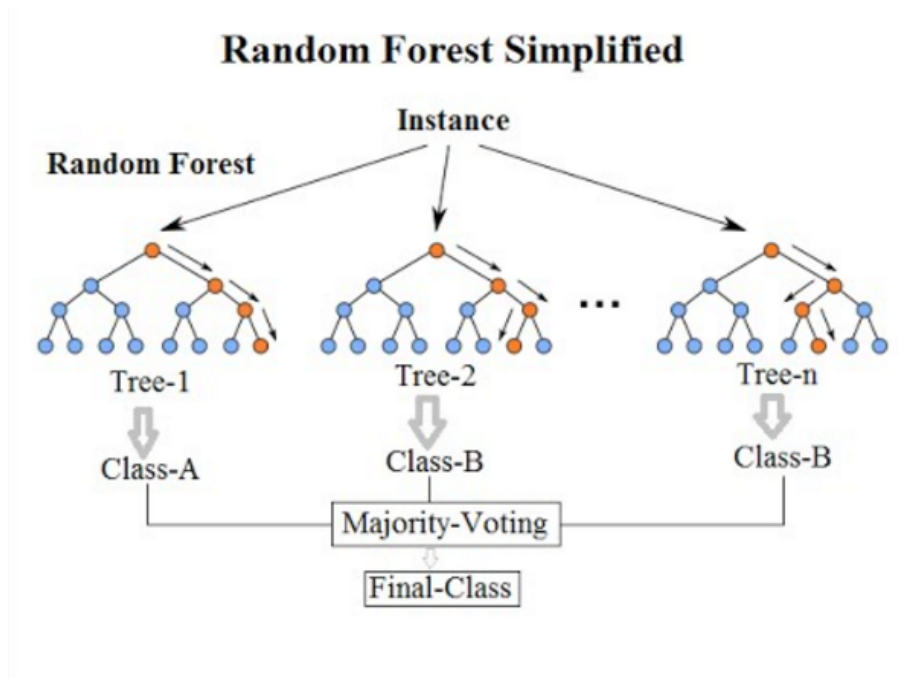 Random Forest Simplified
Instance
Random Forest
...
Tree-1
Tree-2
Tree-n
Class-A
Class-B
Class-B
Majority-Voting
Final-Class